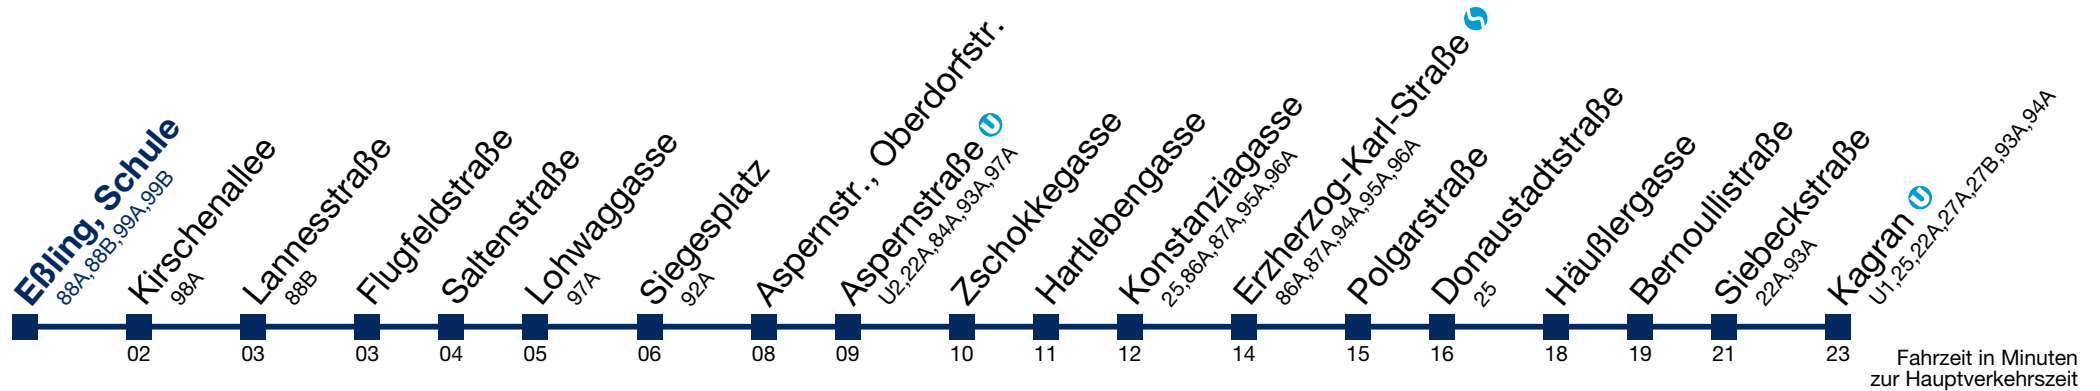 Eßling, Schule
88A,88B,99A,99B
Kirschenallee
98A
02
Lannesstraße
88B
03
Flugfeldstraße
03
Saltenstraße
04
Lohwaggasse
97A
05
Siegesplatz
92A
06
Aspernstr., Oberdorfstr.
08
Aspernstraße U
U2,22A,84A,93A,97A
09
Zschokkegasse
10
Hartlebengasse
11
Konstanziagasse
25,86A,87A,95A,96A
12
Erzherzog-Karl-Straße S
86A,87A,94A,95A,96A
14
Polgarstraße
15
Donaustadtstraße
25
16
Häußlergasse
18
Bernoullistraße
19
Siebeckstraße
22A,93A
21
Kagran U
U1,25,22A,27A,27B,93A,94A
23
Fahrzeit in Minuten
zur Hauptverkehrszeit